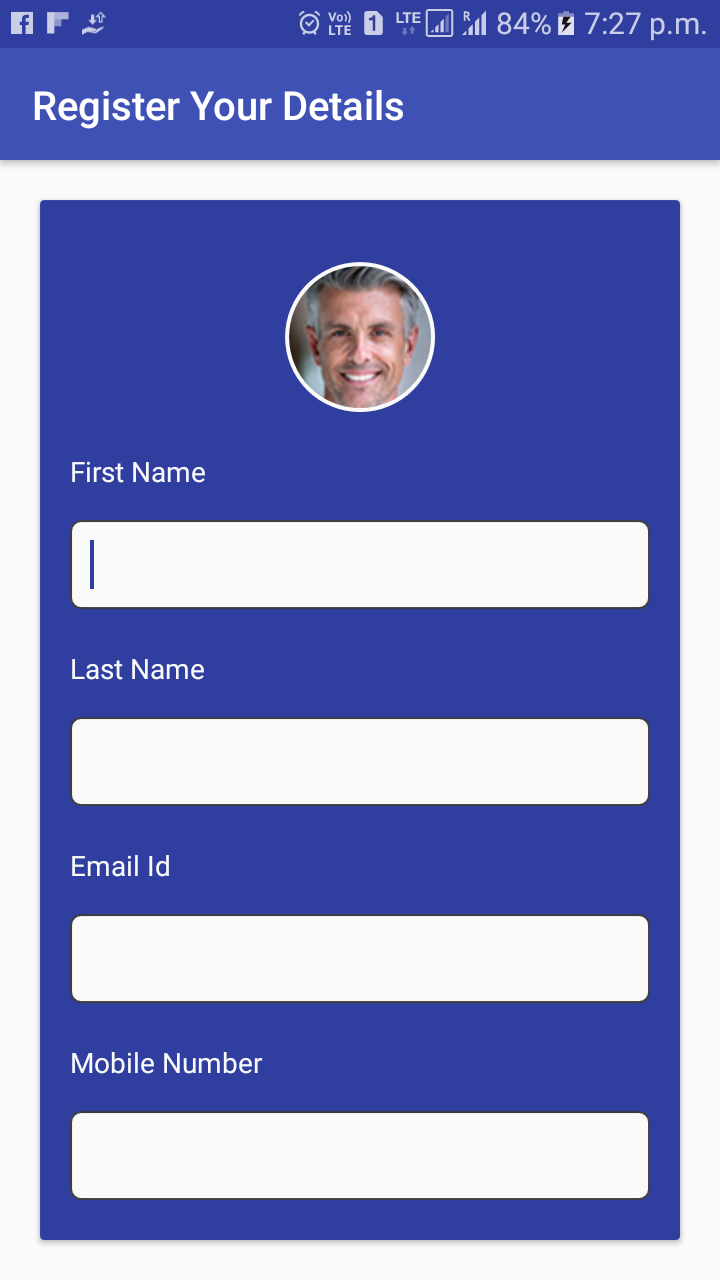 Vo)) LTE 1 LTE R 84% 7:27 p.m.
Register Your Details
First Name
Last Name
Email Id
Mobile Number